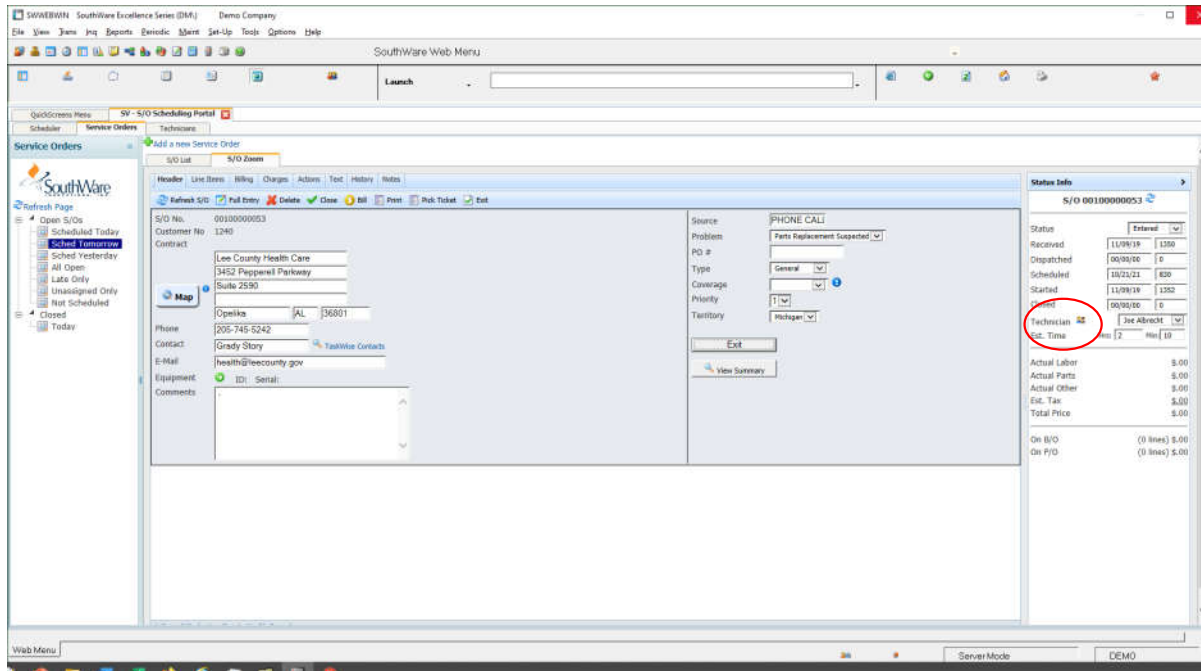 SWWEBWIN SouthWare Excellence Series (DM\) Demo Company
File View Trans Inq Reports Periodic Maint Set-Up Tools Options Help
SouthWare Web Menu
Launch
QuickScreens Menu SV - S/O Scheduling Portal
Scheduler Service Orders Technicians
Service Orders
Add a new Service Order
S/O List S/O Zoom
SouthWare
Refresh Page
Open S/Os
Scheduled Today
Sched Tomorrow
Sched Yesterday
All Open
Late Only
Unassigned Only
Not Scheduled
Closed
Today
Header Line Items Billing Charges Actions Text History Notes
Refresh S/O Full Entry Delete Close Bill Print Pick Ticket Exit
S/O No. 00100000053
Customer No 1240
Contract
Lee County Health Care
3452 Pepperell Parkway
Suite 2590
Map
Opelika AL 36801
Phone 205-745-5242
Contact Grady Story TaskWise Contacts
E-Mail health@leecounty.gov
Equipment ID: Serial:
Comments .
Source PHONE CALL
Problem Parts Replacement Suspected
PO #
Type General
Coverage
Priority 1
Territory Michigan
Exit
View Summary
Status Info
S/O 00100000053
Status Entered
Received 11/09/19 1350
Dispatched 00/00/00 0
Scheduled 10/21/21 830
Started 11/09/19 1352
Closed 00/00/00 0
Technician Joe Albrecht
Est. Time Hrs: 2 Min: 10
Actual Labor $.00
Actual Parts $.00
Actual Other $.00
Est. Tax $.00
Total Price $.00
On B/O (0 lines) $.00
On P/O (0 lines) $.00
Web Menu
Server Mode DEMO